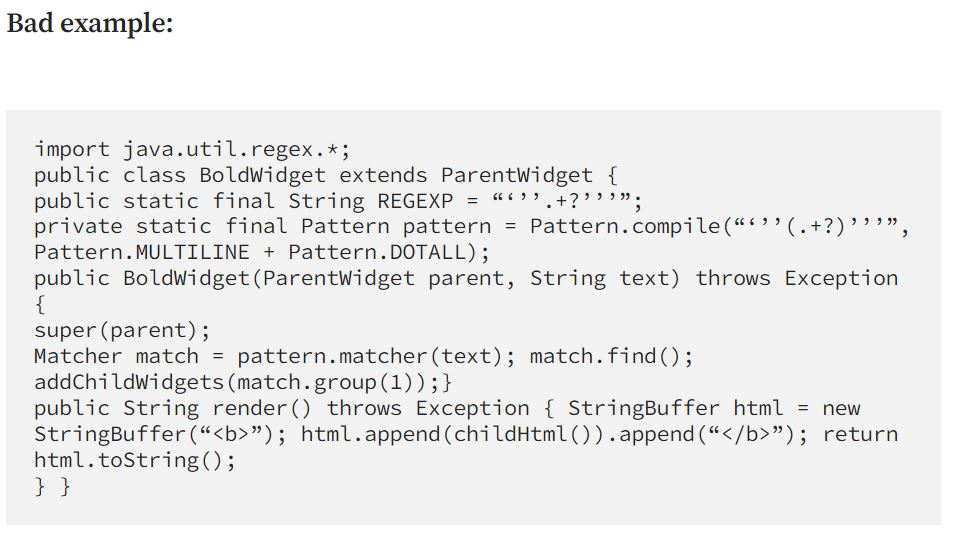 Bad example:
import java.util.regex.*;
public class BoldWidget extends ParentWidget {
public static final String REGEXP = “‘’’.+?’’’”;
private static final Pattern pattern = Pattern.compile(“‘’’(.+?)’’’”,
Pattern.MULTILINE + Pattern.DOTALL);
public BoldWidget(ParentWidget parent, String text) throws Exception
{
super(parent);
Matcher match = pattern.matcher(text); match.find();
addChildWidgets(match.group(1));}
public String render() throws Exception { StringBuffer html = new
StringBuffer(“<b>”); html.append(childHtml()).append(“</b>”); return
html.toString();
} }